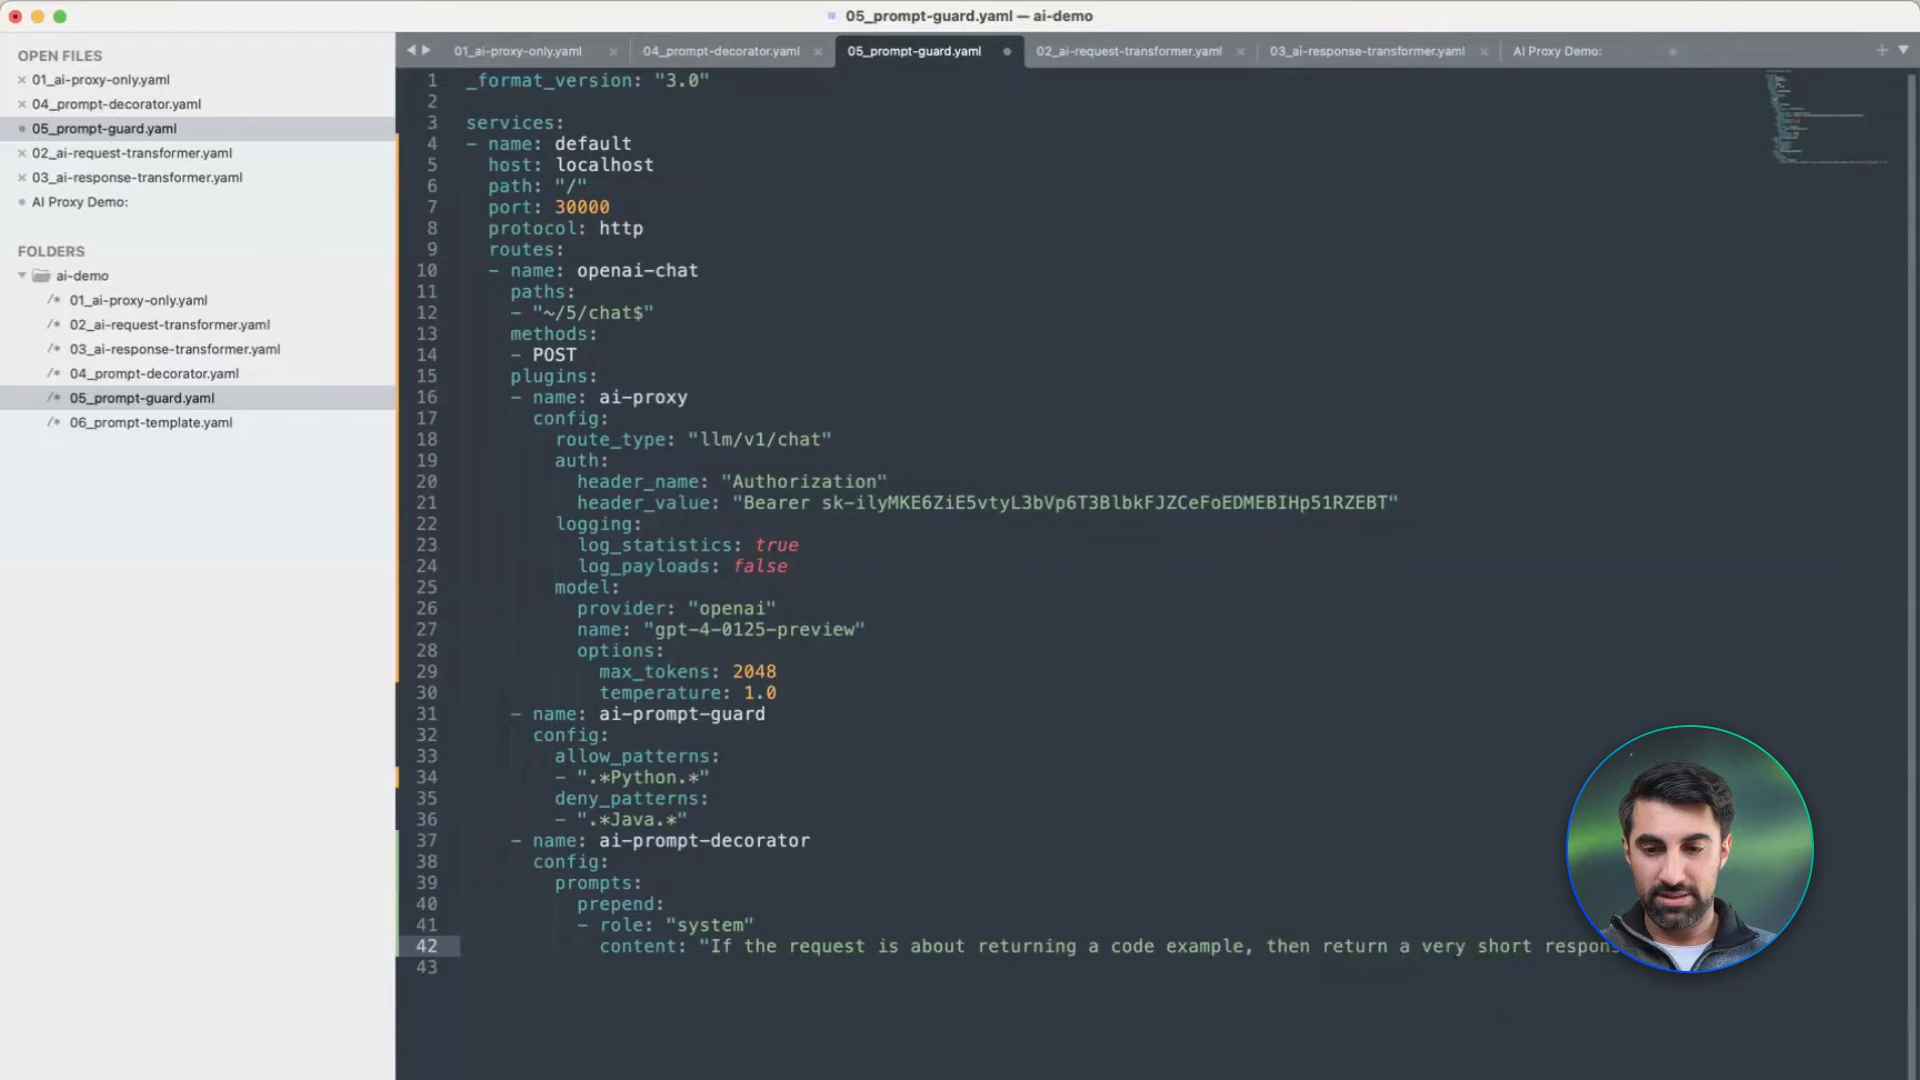 05_prompt-guard.yaml — ai-demo
OPEN FILES
01_ai-proxy-only.yaml
04_prompt-decorator.yaml
05_prompt-guard.yaml
02_ai-request-transformer.yaml
03_ai-response-transformer.yaml
AI Proxy Demo:
FOLDERS
ai-demo
/* 01_ai-proxy-only.yaml
/* 02_ai-request-transformer.yaml
/* 03_ai-response-transformer.yaml
/* 04_prompt-decorator.yaml
/* 05_prompt-guard.yaml
/* 06_prompt-template.yaml
01_ai-proxy-only.yaml 04_prompt-decorator.yaml 05_prompt-guard.yaml 02_ai-request-transformer.yaml 03_ai-response-transformer.yaml AI Proxy Demo:
1 _format_version: "3.0"
2
3 services:
4 - name: default
5 host: localhost
6 path: "/"
7 port: 30000
8 protocol: http
9 routes:
10 - name: openai-chat
11 paths:
12 - "~/5/chat$"
13 methods:
14 - POST
15 plugins:
16 - name: ai-proxy
17 config:
18 route_type: "llm/v1/chat"
19 auth:
20 header_name: "Authorization"
21 header_value: "Bearer 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"
22 logging:
23 log_statistics: true
24 log_payloads: false
25 model:
26 provider: "openai"
27 name: "gpt-4-0125-preview"
28 options:
29 max_tokens: 2048
30 temperature: 1.0
31 - name: ai-prompt-guard
32 config:
33 allow_patterns:
34 - ".*Python.*"
35 deny_patterns:
36 - ".*Java.*"
37 - name: ai-prompt-decorator
38 config:
39 prompts:
40 prepend:
41 - role: "system"
42 content: "If the request is about returning a code example, then return a very short respons
43